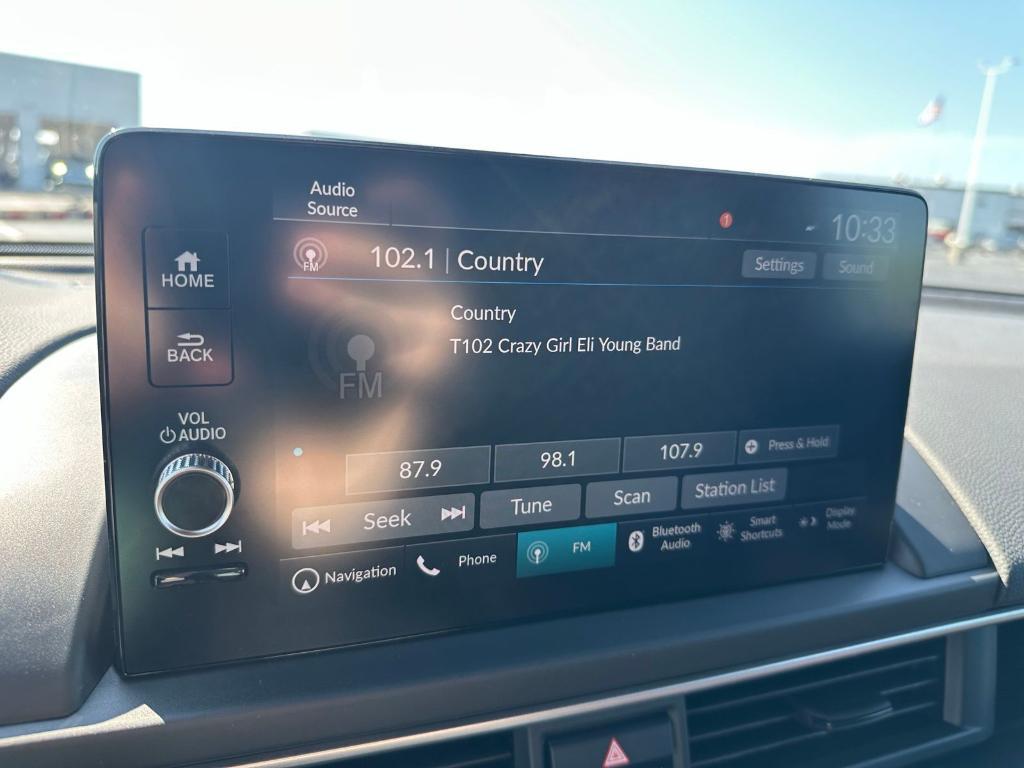 Audio
Source
1
10:33
HOME
FM
102.1 | Country
Settings
Sound
BACK
Country
T102 Crazy Girl Eli Young Band
FM
VOL
AUDIO
87.9
98.1
107.9
Press & Hold
Seek
Tune
Scan
Station List
Navigation
Phone
FM
Bluetooth
Audio
Smart
Shortcuts
Display
Mode